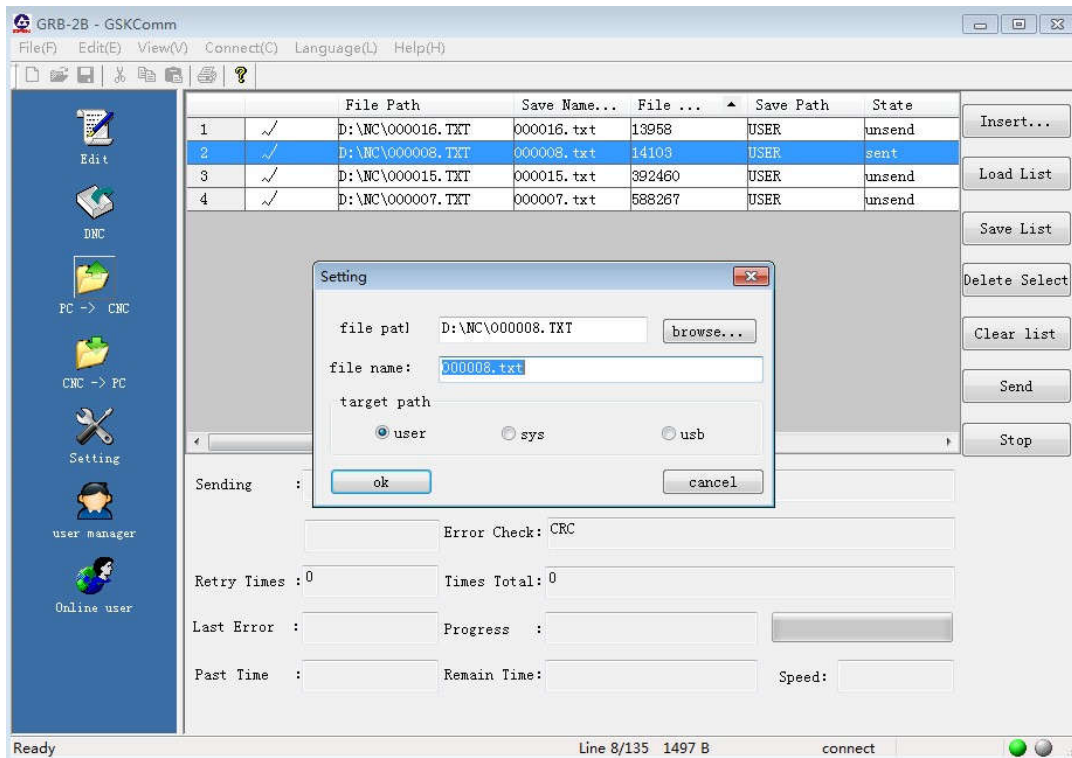 GRB-2B - GSKComm
File(F) Edit(E) View(V) Connect(C) Language(L) Help(H)
File Path Save Name... File ... Save Path State
1 D:\NC\000016.TXT 000016.txt 13958 USER unsend
2 D:\NC\000008.TXT 000008.txt 14103 USER sent
3 D:\NC\000015.TXT 000015.txt 392460 USER unsend
4 D:\NC\000007.TXT 000007.txt 588267 USER unsend
Edit
DNC
PC -> CNC
CNC -> PC
Setting
user manager
Online user
Insert...
Load List
Save List
Delete Select
Clear list
Send
Stop
Setting
file patl D:\NC\000008.TXT browse...
file name: 000008.txt
target path
user sys usb
ok cancel
Sending :
Error Check: CRC
Retry Times :0 Times Total: 0
Last Error : Progress :
Past Time : Remain Time: Speed:
Ready Line 8/135 1497 B connect